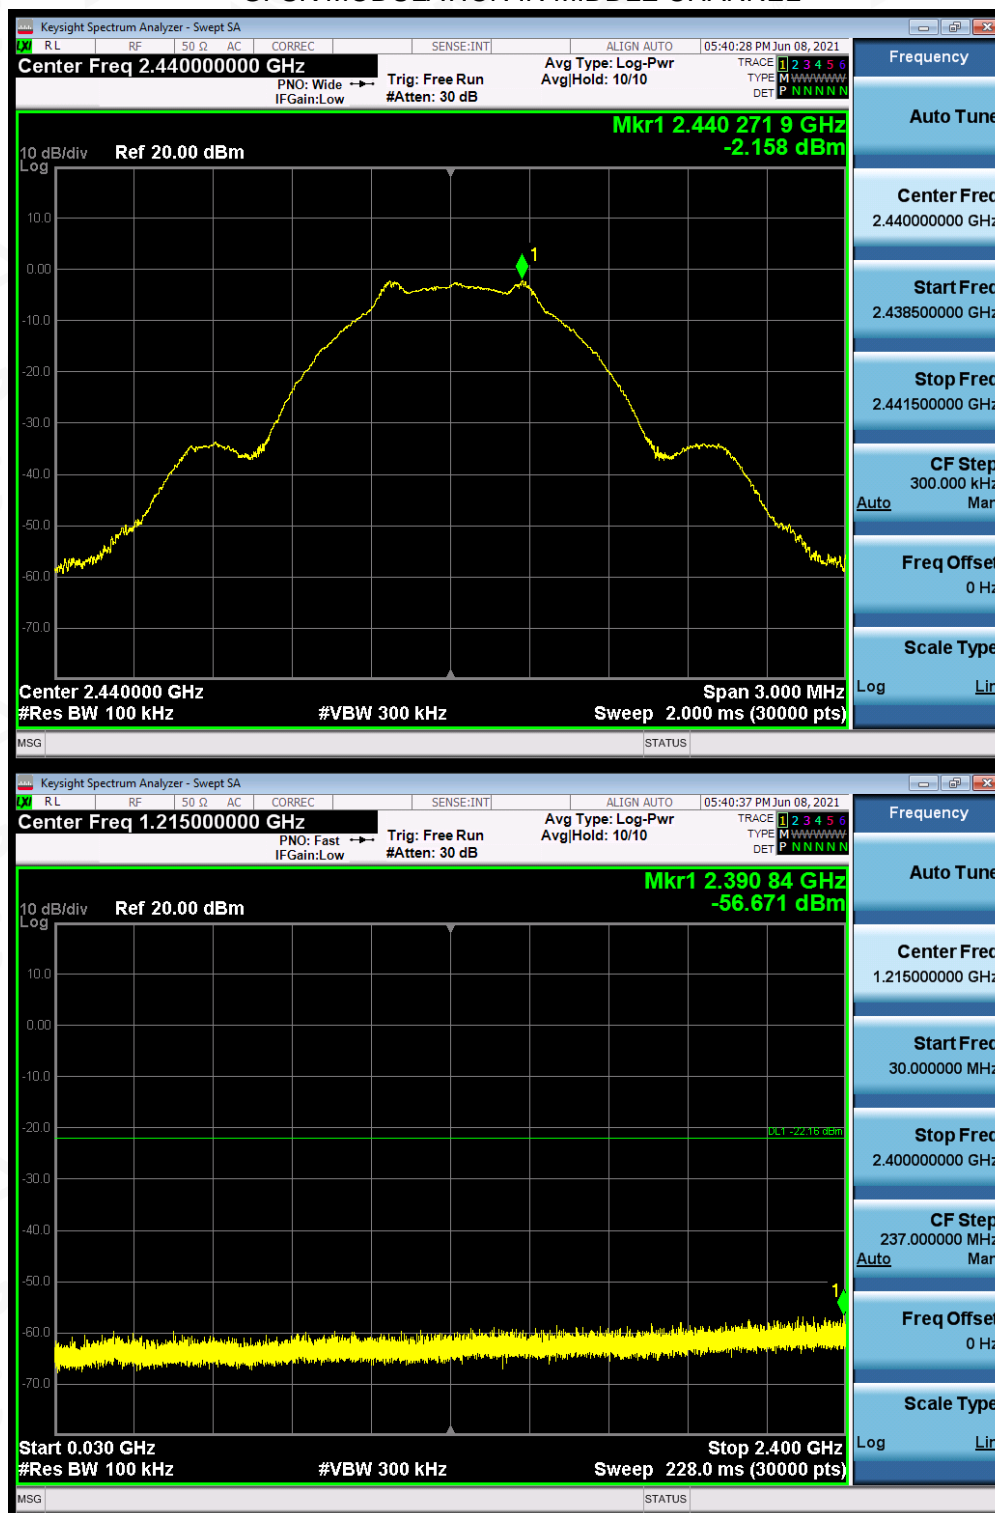 GFSK MODULATION IN MIDDLE CHANNEL
Keysight Spectrum Analyzer - Swept SA
LXI RL RF 50 Ω AC CORREC SENSE:INT ALIGN AUTO 05:40:28 PM Jun 08, 2021
Center Freq 2.440000000 GHz
PNO: Wide
IFGain:Low
Trig: Free Run
#Atten: 30 dB
Avg Type: Log-Pwr
Avg|Hold: 10/10
TRACE 1 2 3 4 5 6
TYPE M WWWWW
DET P N N N N N
Mkr1 2.440 271 9 GHz
-2.158 dBm
10 dB/div Ref 20.00 dBm
Log
10.0
0.00
-10.0
-20.0
-30.0
-40.0
-50.0
-60.0
-70.0
1
Center 2.440000 GHz Span 3.000 MHz
#Res BW 100 kHz #VBW 300 kHz Sweep 2.000 ms (30000 pts)
MSG STATUS
Frequency
Auto Tune
Center Freq
2.440000000 GHz
Start Freq
2.438500000 GHz
Stop Freq
2.441500000 GHz
CF Step
300.000 kHz
Auto Man
Freq Offset
0 Hz
Scale Type
Log Lin
Keysight Spectrum Analyzer - Swept SA
LXI RL RF 50 Ω AC CORREC SENSE:INT ALIGN AUTO 05:40:37 PM Jun 08, 2021
Center Freq 1.215000000 GHz
PNO: Fast
IFGain:Low
Trig: Free Run
#Atten: 30 dB
Avg Type: Log-Pwr
Avg|Hold: 10/10
TRACE 1 2 3 4 5 6
TYPE M WWWWW
DET P N N N N N
Mkr1 2.390 84 GHz
-56.671 dBm
10 dB/div Ref 20.00 dBm
Log
10.0
0.00
-10.0
-20.0
-30.0
-40.0
-50.0
-60.0
-70.0
DL1 -22.16 dBm
1
Start 0.030 GHz Stop 2.400 GHz
#Res BW 100 kHz #VBW 300 kHz Sweep 228.0 ms (30000 pts)
MSG STATUS
Frequency
Auto Tune
Center Freq
1.215000000 GHz
Start Freq
30.000000 MHz
Stop Freq
2.400000000 GHz
CF Step
237.000000 MHz
Auto Man
Freq Offset
0 Hz
Scale Type
Log Lin